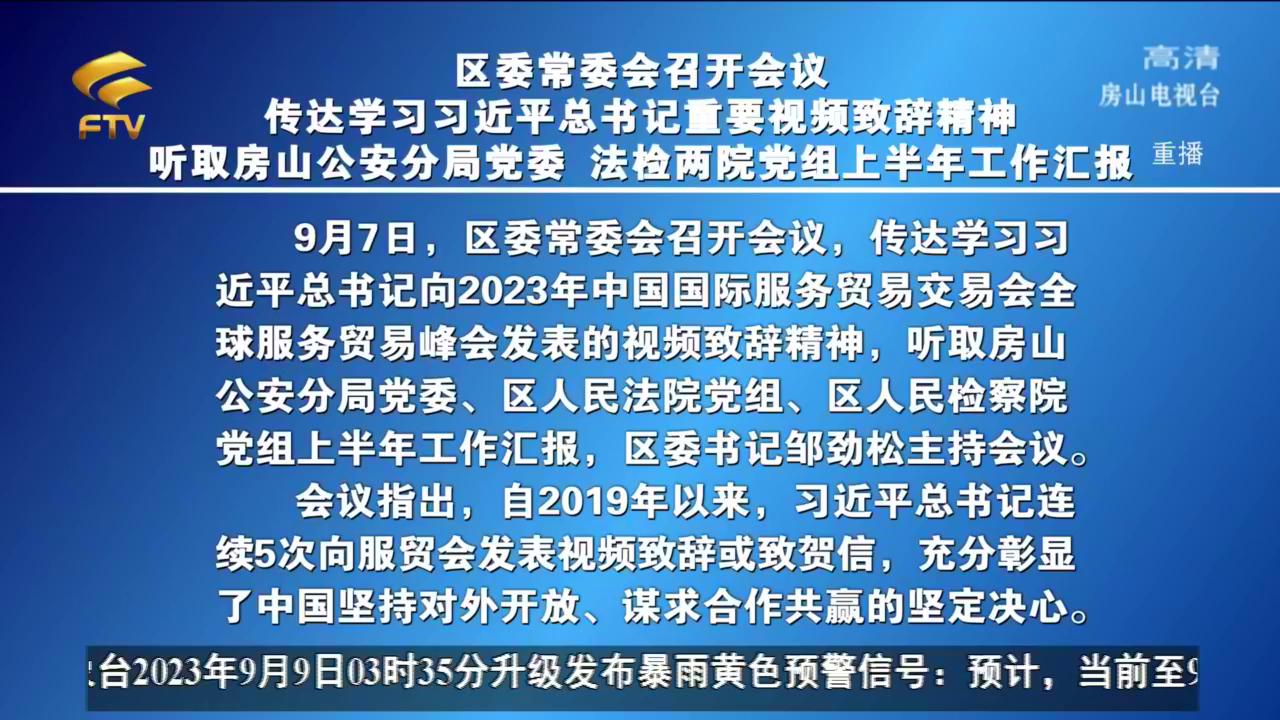 区委常委会召开会议
高清
传达学习习近平总书记重要视频致辞精神
房山电视台
FTV
听取房山公安分局党委 法检两院党组上半年工作汇报
重播
9月7日，区委常委会召开会议，传达学习习
近平总书记向2023年中国国际服务贸易交易会全
球服务贸易峰会发表的视频致辞精神，听取房山
公安分局党委、区人民法院党组、区人民检察院
党组上半年工作汇报，区委书记邹劲松主持会议。
会议指出，自2019年以来，习近平总书记连
续5次向服贸会发表视频致辞或致贺信，充分彰显
了中国坚持对外开放、谋求合作共赢的坚定决心。
台2023年9月9日03时35分升级发布暴雨黄色预警信号：预计，当前至9